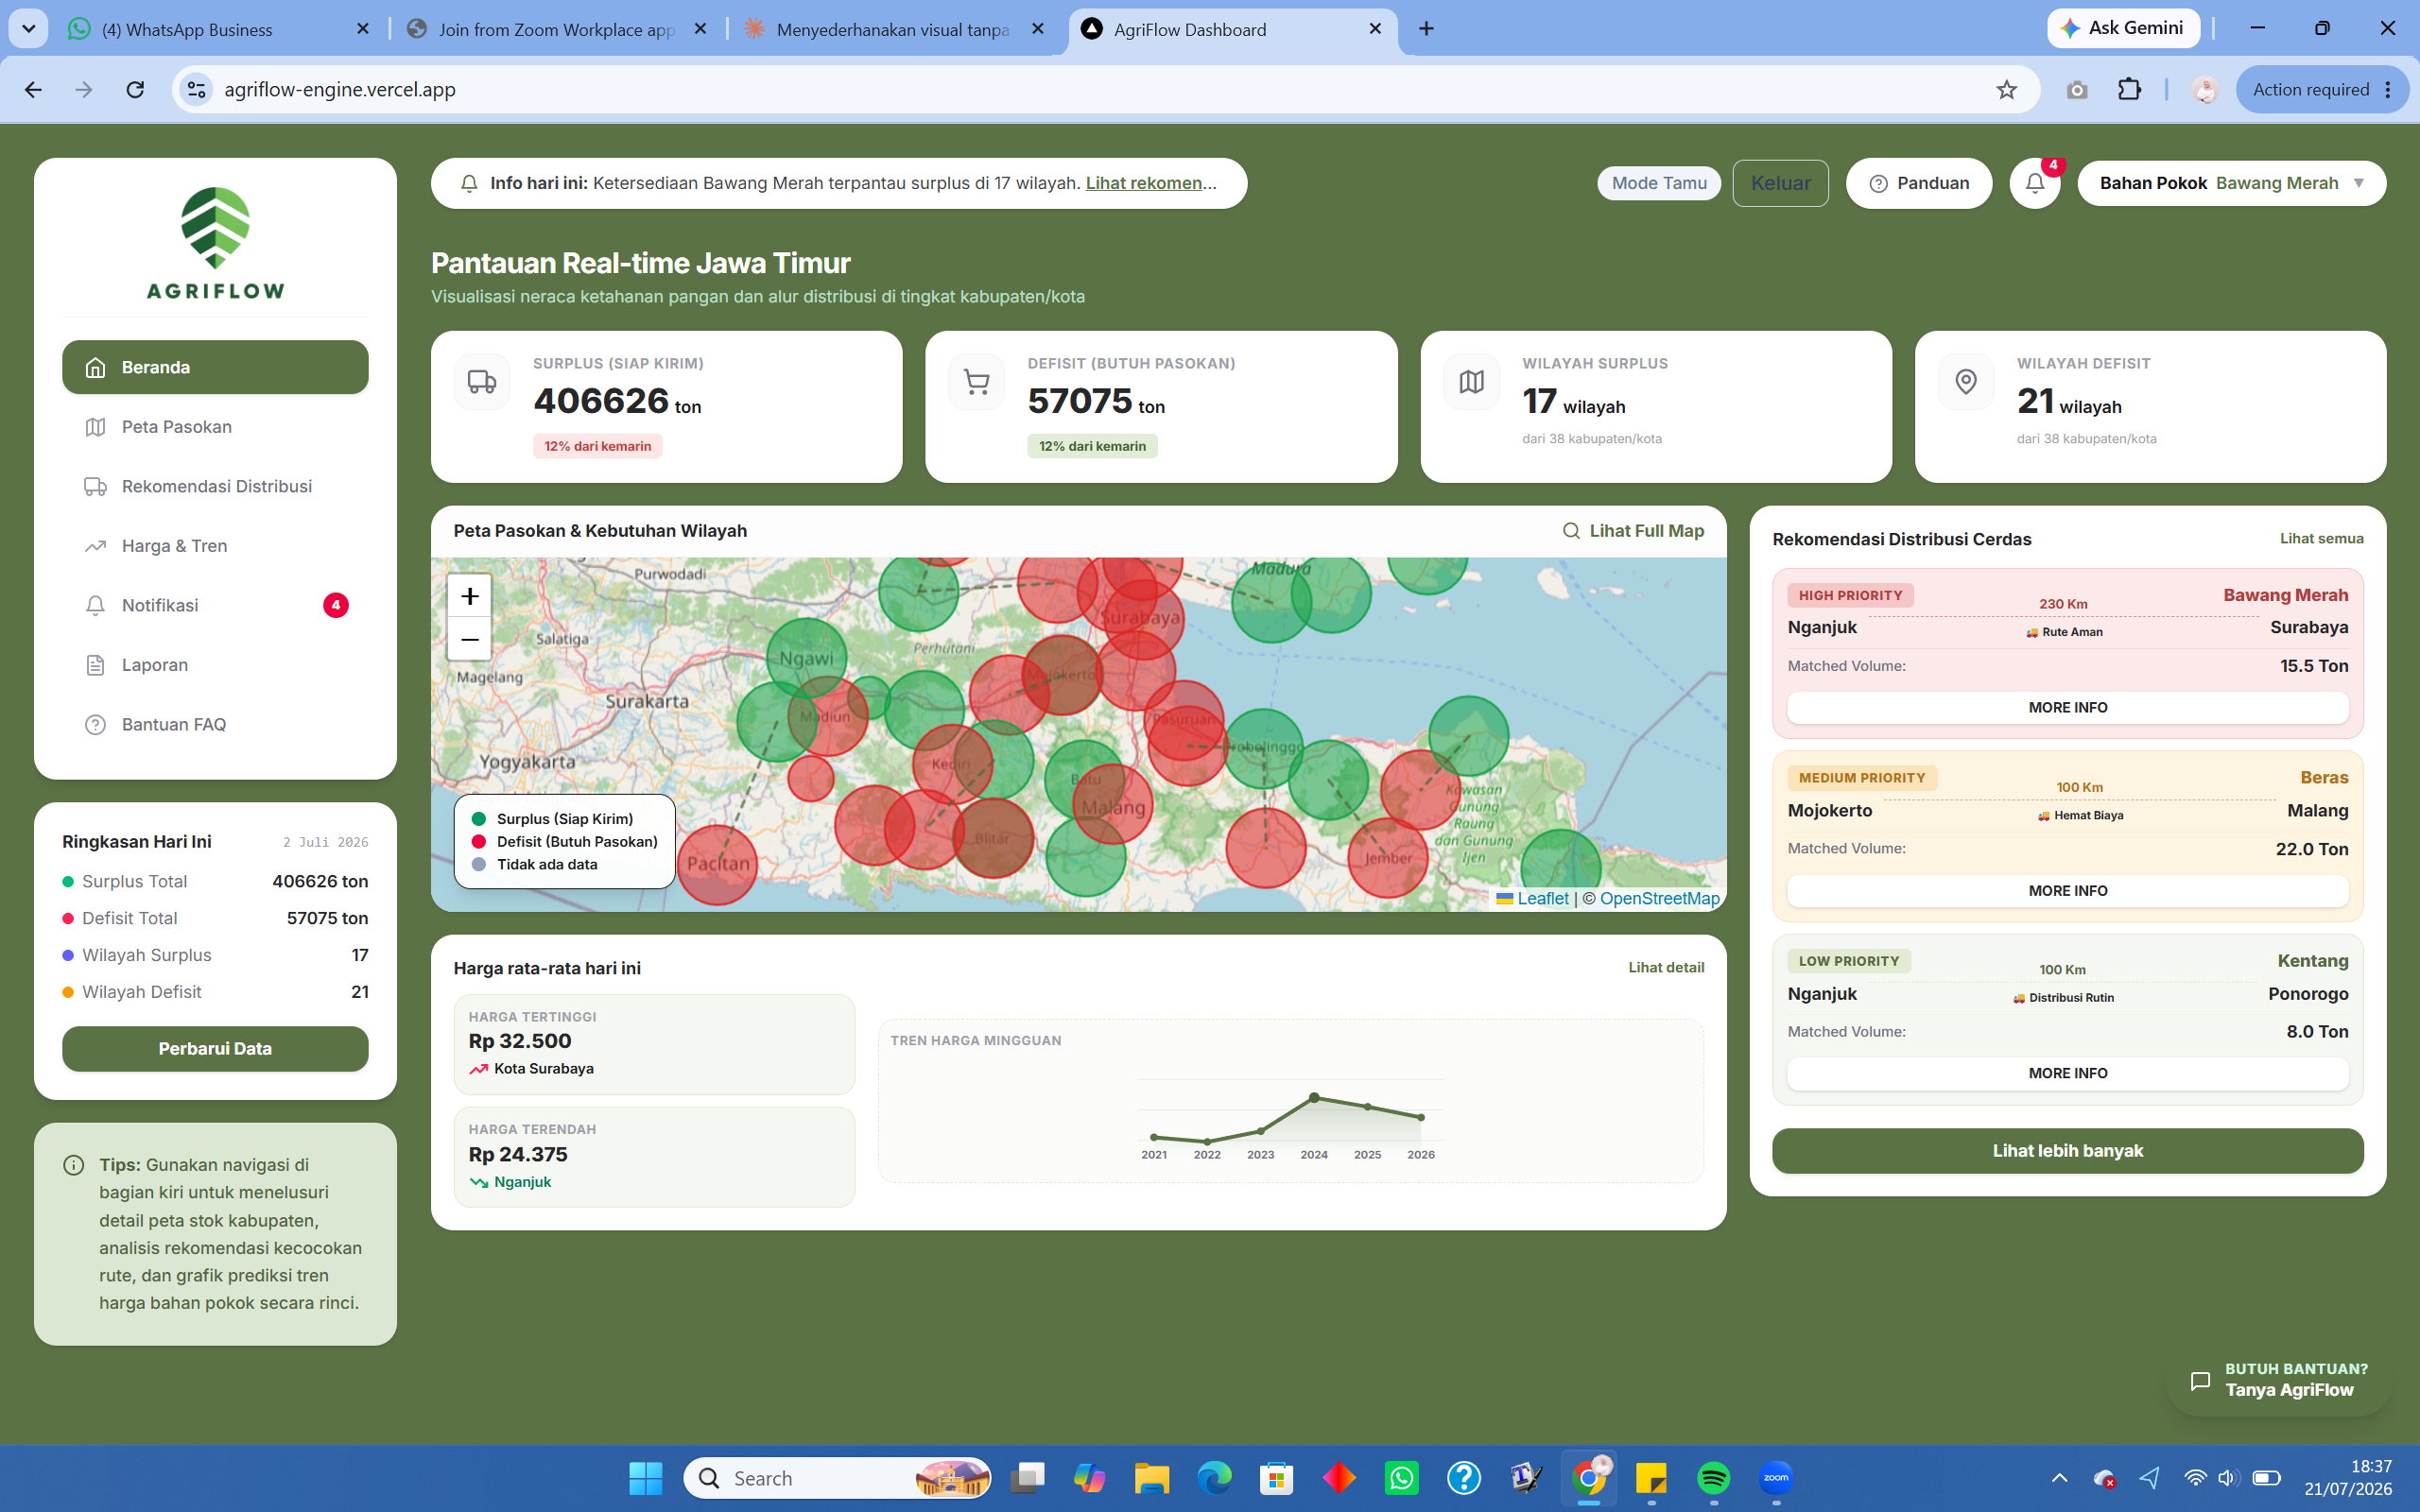 (4) WhatsApp Business
Join from Zoom Workplace app
Menyederhanakan visual tanpa
AgriFlow Dashboard
Ask Gemini
agriflow-engine.vercel.app
Action required
AGRIFLOW
Beranda
Peta Pasokan
Rekomendasi Distribusi
Harga & Tren
Notifikasi
4
Laporan
Bantuan FAQ
Ringkasan Hari Ini 2 Juli 2026
Surplus Total 406626 ton
Defisit Total 57075 ton
Wilayah Surplus 17
Wilayah Defisit 21
Perbarui Data
Tips: Gunakan navigasi di
bagian kiri untuk menelusuri
detail peta stok kabupaten,
analisis rekomendasi kecocokan
rute, dan grafik prediksi tren
harga bahan pokok secara rinci.
Info hari ini: Ketersediaan Bawang Merah terpantau surplus di 17 wilayah. Lihat rekomen...
Mode Tamu
Keluar
Panduan
4
Bahan Pokok Bawang Merah
Pantauan Real-time Jawa Timur
Visualisasi neraca ketahanan pangan dan alur distribusi di tingkat kabupaten/kota
SURPLUS (SIAP KIRIM)
406626 ton
12% dari kemarin
DEFISIT (BUTUH PASOKAN)
57075 ton
12% dari kemarin
WILAYAH SURPLUS
17 wilayah
dari 38 kabupaten/kota
WILAYAH DEFISIT
21 wilayah
dari 38 kabupaten/kota
Peta Pasokan & Kebutuhan Wilayah
Lihat Full Map
+
−
Purwodadi
Madura
Surabaya
Salatiga
Perhutani
Ngawi
Magelang
Mojokerto
Surakarta
Madiun
Pasuruan
Probolinggo
Yogyakarta
Kediri
Batu
Malang
Kawasan
Gunung
Raung
dan Gunung
Ijen
Blitar
Pacitan
Jember
Surplus (Siap Kirim)
Defisit (Butuh Pasokan)
Tidak ada data
Leaflet | © OpenStreetMap
Harga rata-rata hari ini
Lihat detail
HARGA TERTINGGI
Rp 32.500
Kota Surabaya
HARGA TERENDAH
Rp 24.375
Nganjuk
TREN HARGA MINGGUAN
2021 2022 2023 2024 2025 2026
Rekomendasi Distribusi Cerdas
Lihat semua
HIGH PRIORITY
230 Km
Bawang Merah
Nganjuk
Rute Aman
Surabaya
Matched Volume: 15.5 Ton
MORE INFO
MEDIUM PRIORITY
100 Km
Beras
Mojokerto
Hemat Biaya
Malang
Matched Volume: 22.0 Ton
MORE INFO
LOW PRIORITY
100 Km
Kentang
Nganjuk
Distribusi Rutin
Ponorogo
Matched Volume: 8.0 Ton
MORE INFO
Lihat lebih banyak
BUTUH BANTUAN?
Tanya AgriFlow
Search
zoom
18:37
21/07/2026